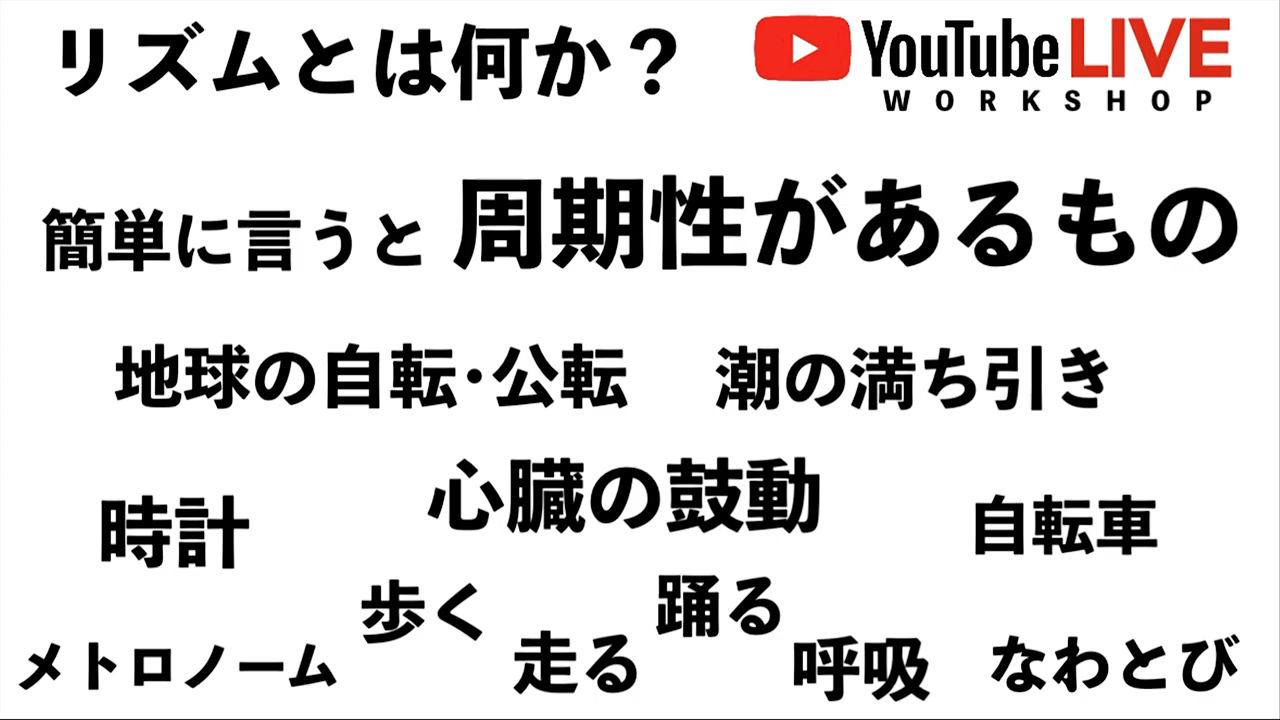 リズムとは何か？
YouTube LIVE
WORKSHOP
簡単に言うと 周期性があるもの
地球の自転・公転 潮の満ち引き
心臓の鼓動
時計
自転車
歩く
踊る
メトロノーム
走る
呼吸
なわとび